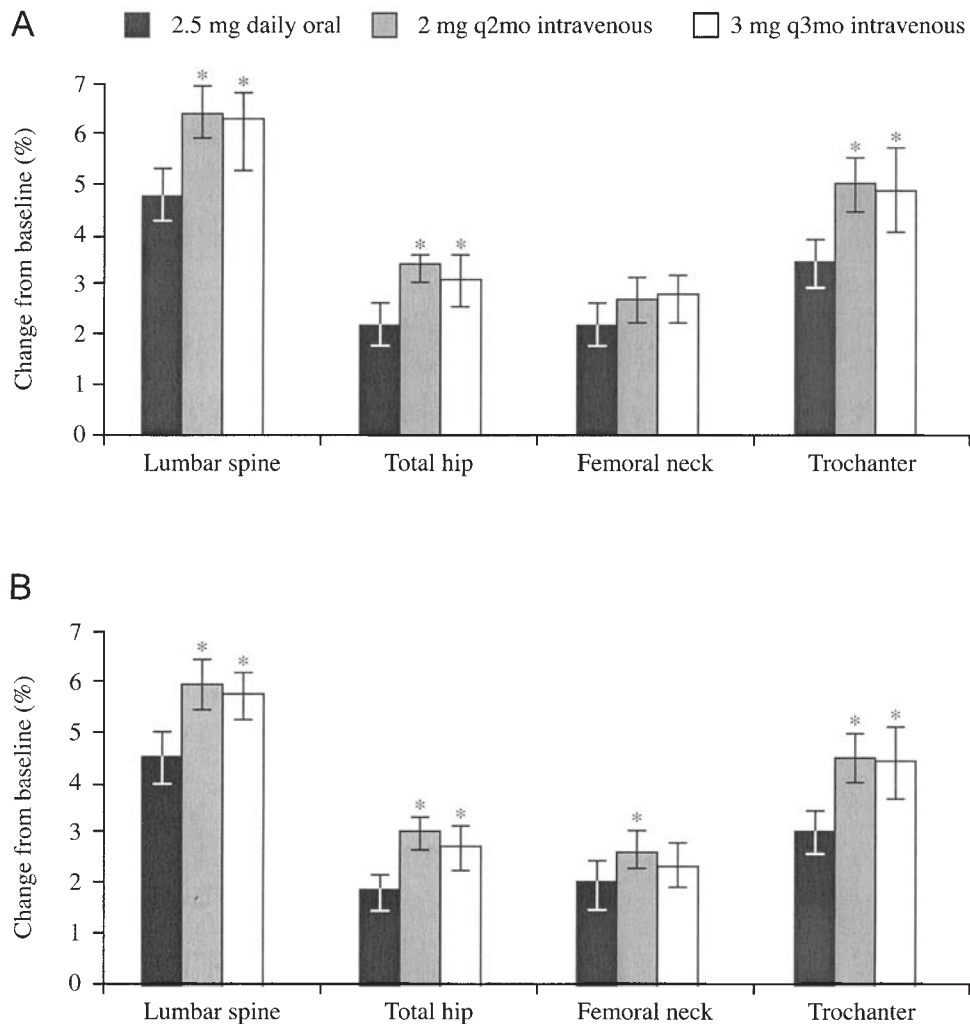 A
2.5 mg daily oral 2 mg q2mo intravenous 3 mg q3mo intravenous
Change from baseline (%)
7
6
5
4
3
2
1
0
* * * * * *
Lumbar spine Total hip Femoral neck Trochanter
B
Change from baseline (%)
7
6
5
4
3
2
1
0
* * * * * * *
Lumbar spine Total hip Femoral neck Trochanter